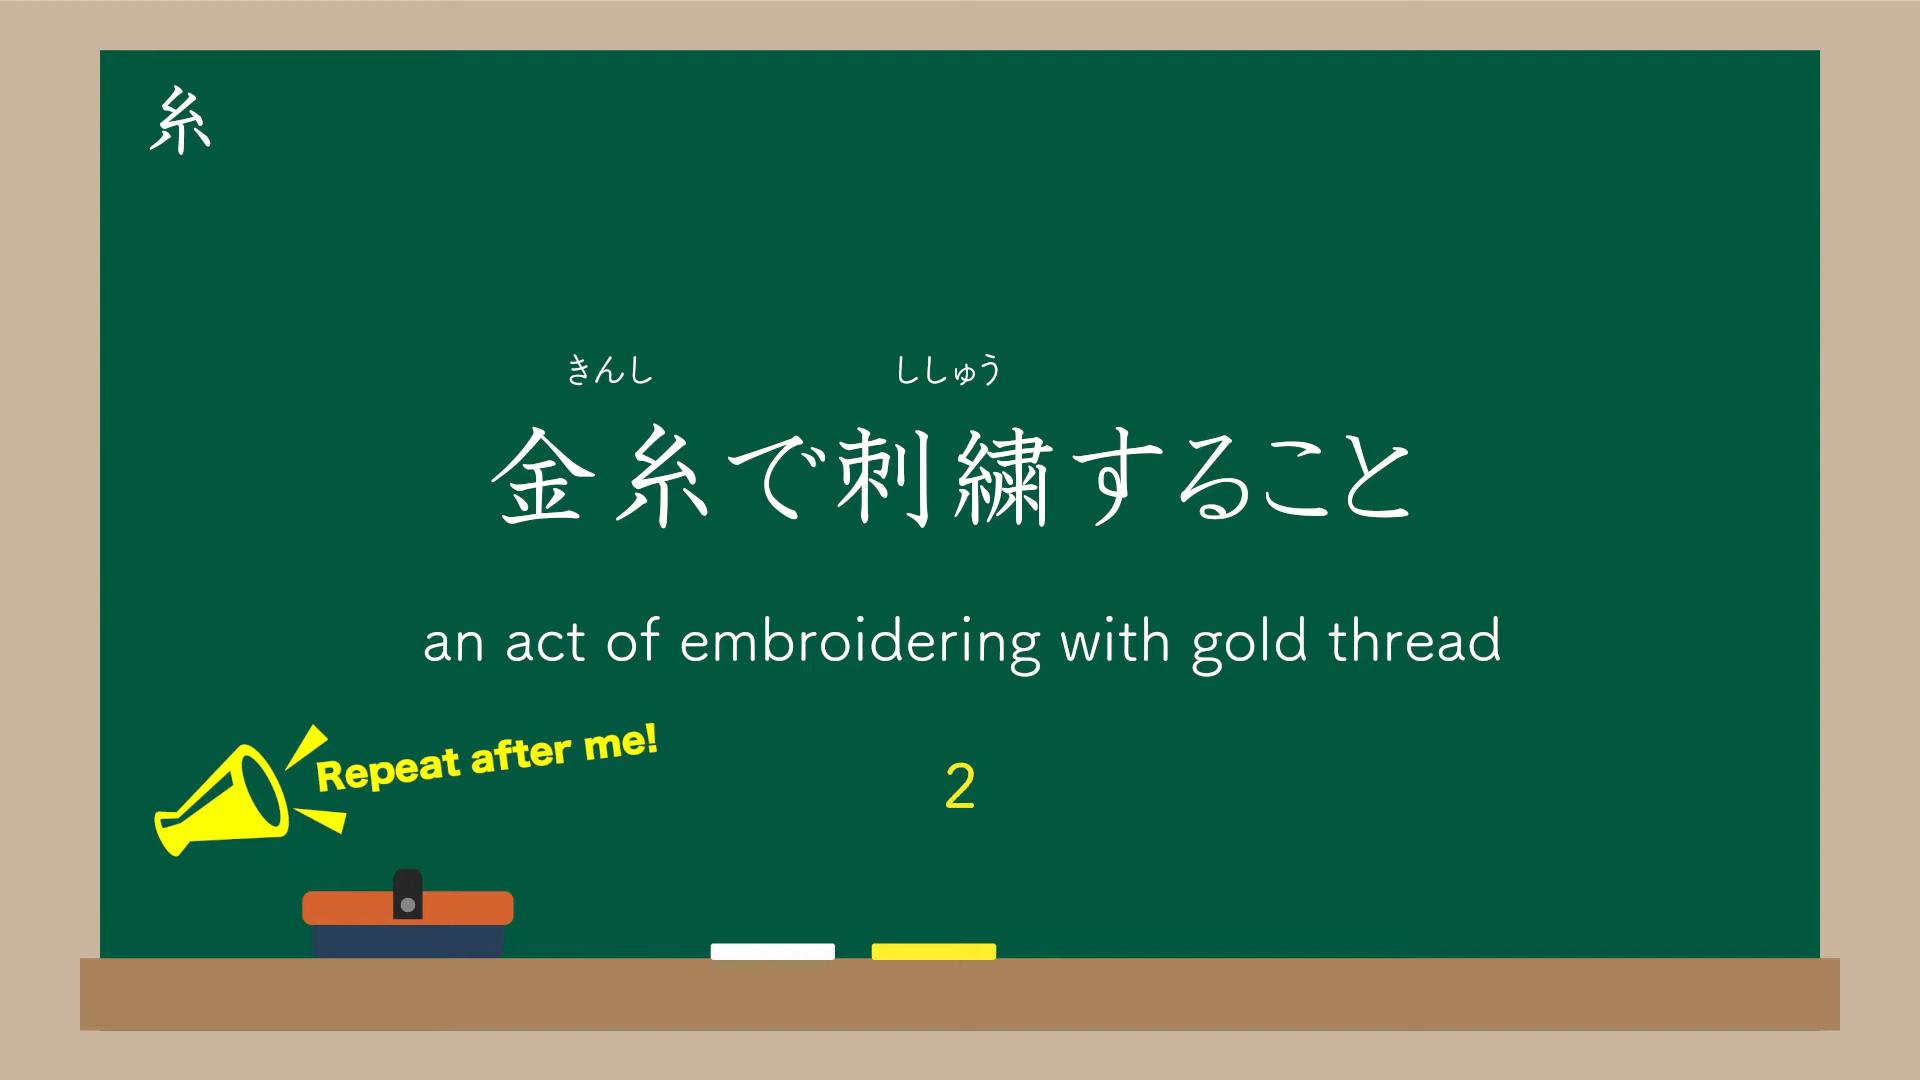 糸
きんし ししゅう
金糸で刺繍すること
an act of embroidering with gold thread
Repeat after me!
2